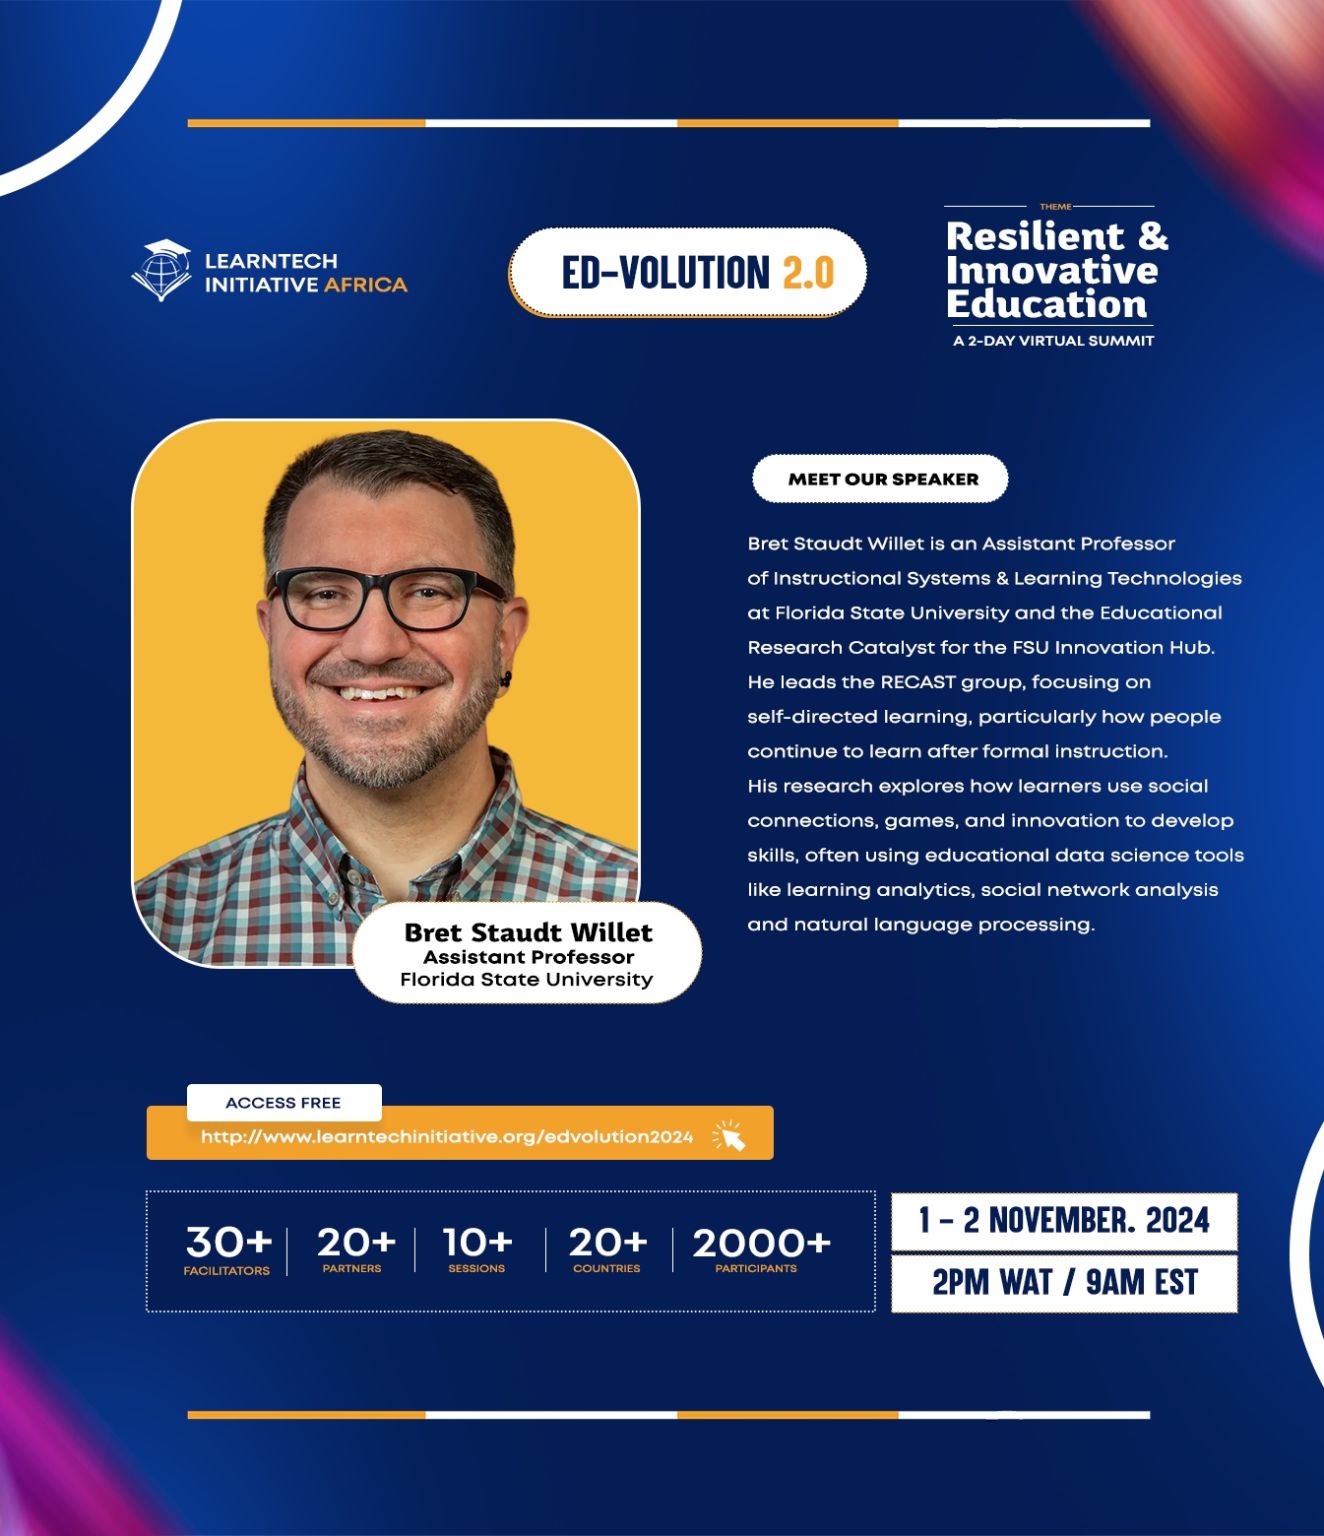 LEARNTECH
INITIATIVE AFRICA
ED-VOLUTION 2.0
THEME
Resilient &
Innovative
Education
A 2-DAY VIRTUAL SUMMIT
MEET OUR SPEAKER
Bret Staudt Willet is an Assistant Professor
of Instructional Systems & Learning Technologies
at Florida State University and the Educational
Research Catalyst for the FSU Innovation Hub.
He leads the RECAST group, focusing on
self-directed learning, particularly how people
continue to learn after formal instruction.
His research explores how learners use social
connections, games, and innovation to develop
skills, often using educational data science tools
like learning analytics, social network analysis
and natural language processing.
Bret Staudt Willet
Assistant Professor
Florida State University
ACCESS FREE
http://www.learntechinitiative.org/edvolution2024
30+
FACILITATORS
20+
PARTNERS
10+
SESSIONS
20+
COUNTRIES
2000+
PARTICIPANTS
1 - 2 NOVEMBER. 2024
2PM WAT / 9AM EST